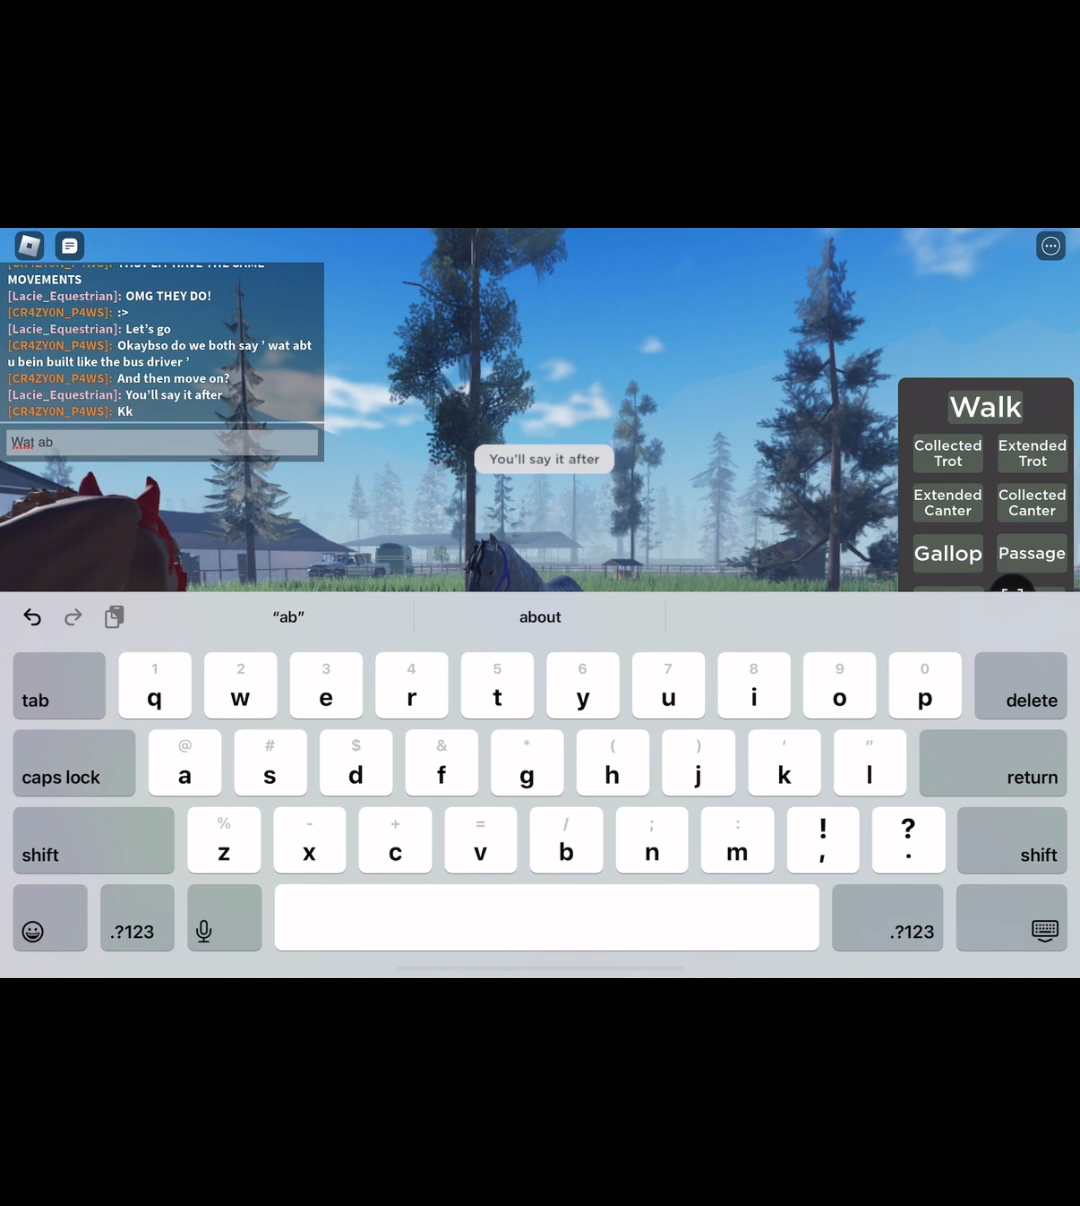 MOVEMENTS
[Lacie_Equestrian]: OMG THEY DO!
[CR4ZY0N_P4WS]: :>
[Lacie_Equestrian]: Let's go
[CR4ZY0N_P4WS]: Okaybso do we both say ' wat abt
u bein built like the bus driver '
[CR4ZY0N_P4WS]: And then move on?
[Lacie_Equestrian]: You'll say it after
[CR4ZY0N_P4WS]: Kk
Wat ab
You'll say it after
Walk
Collected Trot
Extended Trot
Extended Canter
Collected Canter
Gallop
Passage
“ab”
about
1 2 3 4 5 6 7 8 9 0
tab q w e r t y u i o p delete
@ # $ & * ( ) ' "
caps lock a s d f g h j k l return
% - + = / ; : ! ?
shift z x c v b n m , . shift
.?123 .?123